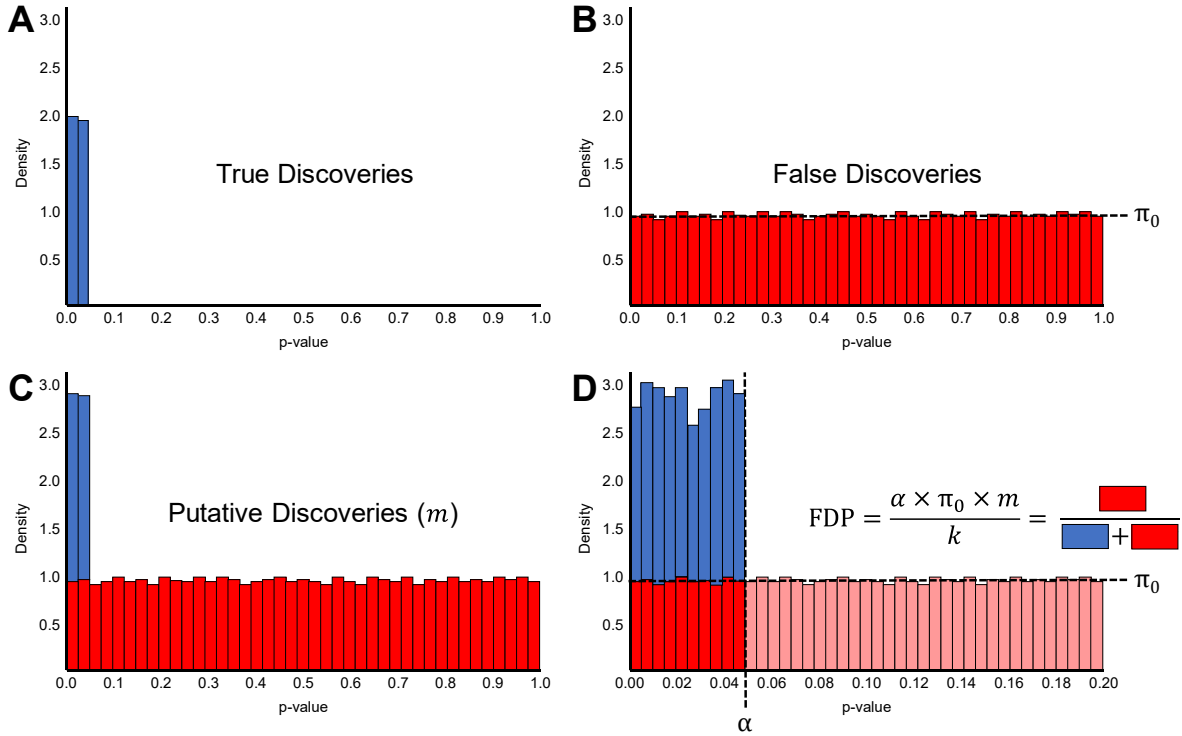 A
3.0
2.5
2.0
1.5
1.0
0.5
Density
True Discoveries
0.0 0.1 0.2 0.3 0.4 0.5 0.6 0.7 0.8 0.9 1.0
p-value
B
3.0
2.5
2.0
1.5
1.0
0.5
Density
False Discoveries
π₀
0.0 0.1 0.2 0.3 0.4 0.5 0.6 0.7 0.8 0.9 1.0
p-value
C
3.0
2.5
2.0
1.5
1.0
0.5
Density
Putative Discoveries (m)
0.0 0.1 0.2 0.3 0.4 0.5 0.6 0.7 0.8 0.9 1.0
p-value
D
3.0
2.5
2.0
1.5
1.0
0.5
Density
α × π₀ × m
FDP = =
k
+
π₀
0.00 0.02 0.04 0.06 0.08 0.10 0.12 0.14 0.16 0.18 0.20
p-value
α